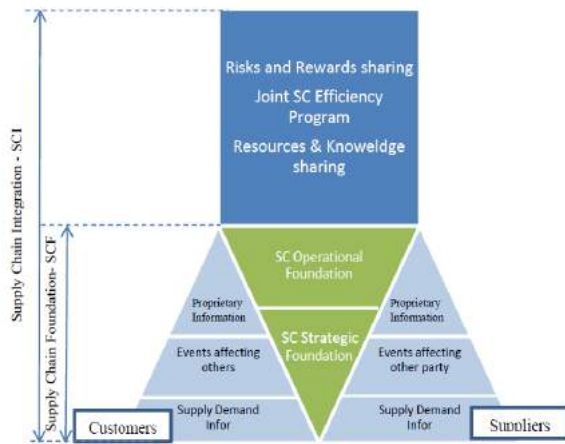 Risks and Rewards sharing
Joint SC Efficiency
Program
Resources & Knoweldge
sharing
Supply Chain Integration - SCI
Supply Chain Foundation- SCF
SC Operational
Foundation
SC Strategic
Foundation
Proprietary
Information
Events affecting
others
Supply Demand
Infor
Customers
Proprietary
Information
Events affecting
other party
Supply Demand
Infor
Suppliers